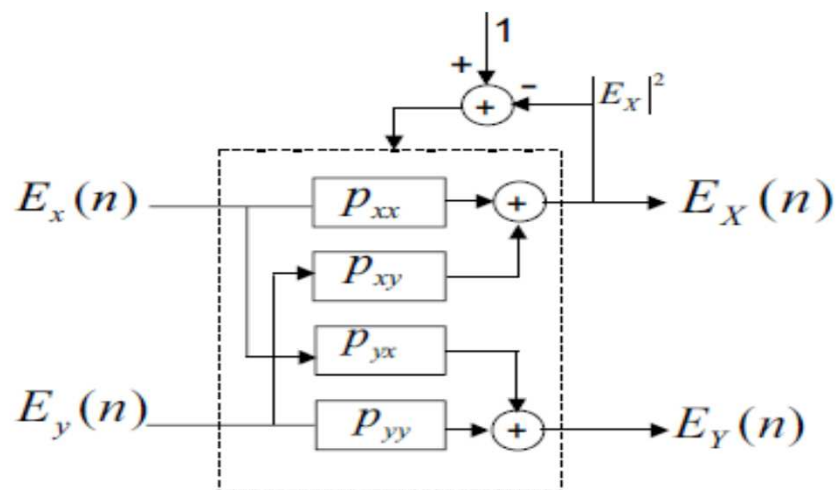 1
+
+
-
|E_X|²
E_x(n)
p_xx
+
E_X(n)
p_xy
p_yx
E_y(n)
p_yy
+
E_Y(n)